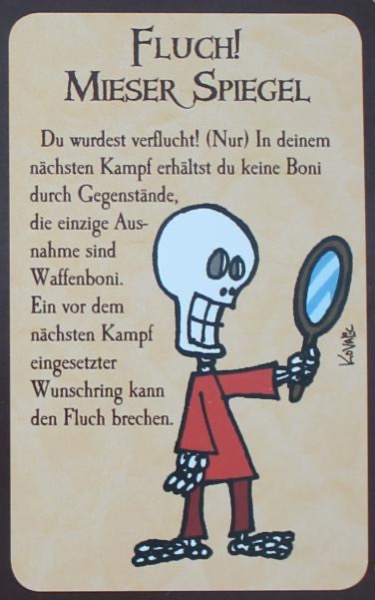 FLUCH!
MIESER SPIEGEL
Du wurdest verflucht! (Nur) In deinem
nächsten Kampf erhältst du keine Boni
durch Gegenstände,
die einzige Aus-
nahme sind
Waffenboni.
Ein vor dem
nächsten Kampf
eingesetzter
Wunschring kann
den Fluch brechen.
KOVALIC